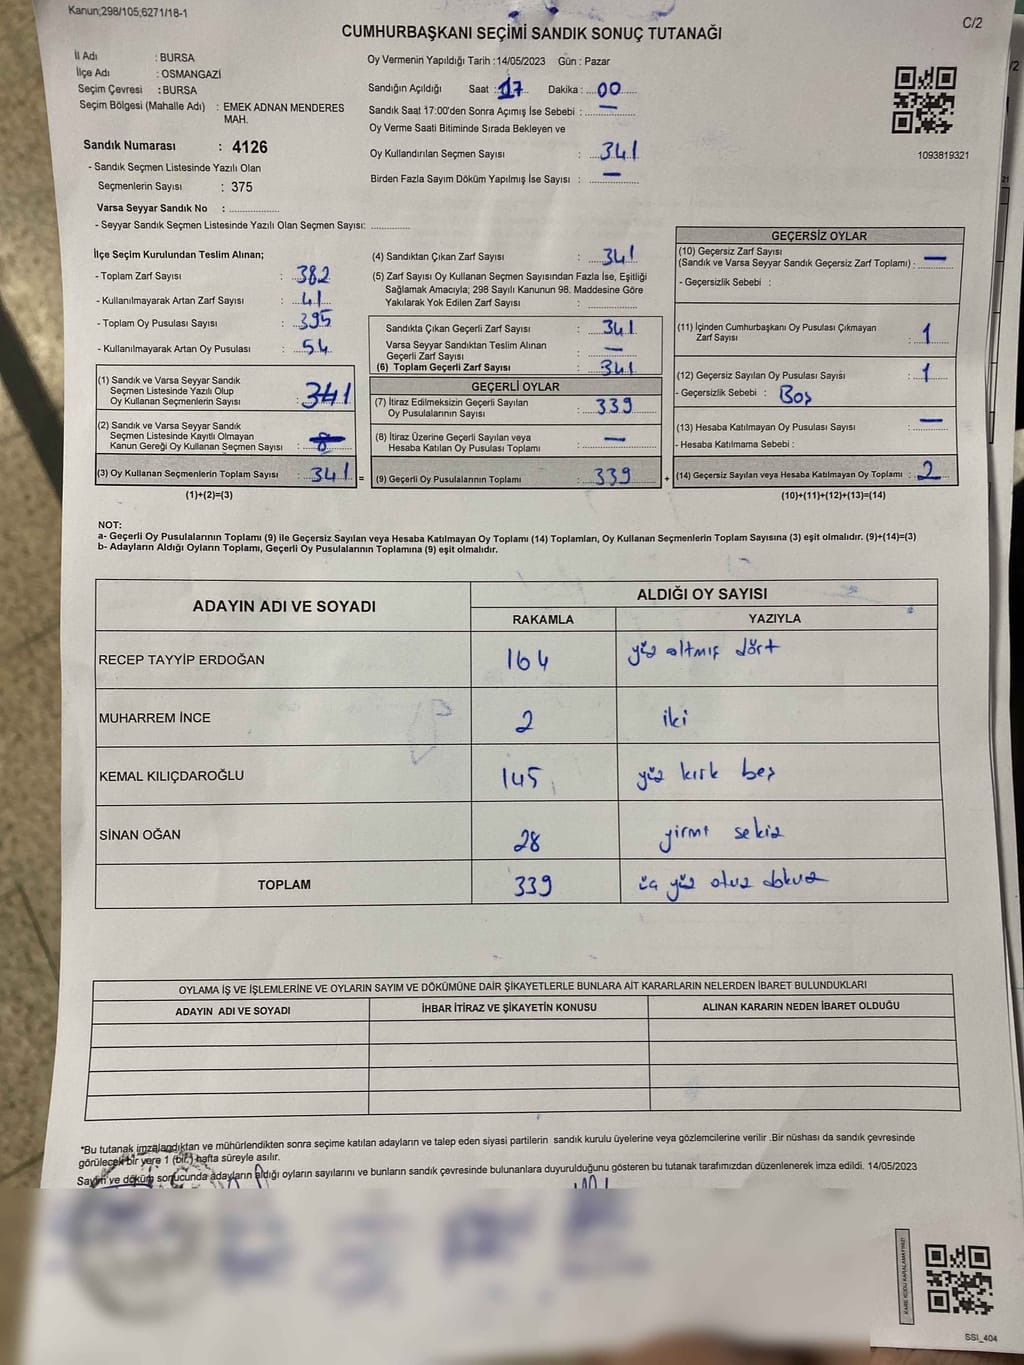 Kanun;298/105;6271/18-1
C/2
CUMHURBAŞKANI SEÇİMİ SANDIK SONUÇ TUTANAĞI
İl Adı : BURSA
İlçe Adı : OSMANGAZİ
Seçim Çevresi : BURSA
Seçim Bölgesi (Mahalle Adı) : EMEK ADNAN MENDERES
MAH.
Sandık Numarası : 4126
- Sandık Seçmen Listesinde Yazılı Olan
Seçmenlerin Sayısı : 375
Varsa Seyyar Sandık No : ..................
- Seyyar Sandık Seçmen Listesinde Yazılı Olan Seçmen Sayısı: ..............
Oy Vermenin Yapıldığı Tarih : 14/05/2023 Gün : Pazar
Sandığın Açıldığı Saat : 17 Dakika : 00
Sandık Saat 17:00'den Sonra Açımış İse Sebebi : —
Oy Verme Saati Bitiminde Sırada Bekleyen ve
Oy Kullandırılan Seçmen Sayısı : 341
Birden Fazla Sayım Döküm Yapılmış İse Sayısı : —
1093819321
İlçe Seçim Kurulundan Teslim Alınan;
- Toplam Zarf Sayısı : 382
- Kullanılmayarak Artan Zarf Sayısı : 41
- Toplam Oy Pusulası Sayısı : 395
- Kullanılmayarak Artan Oy Pusulası : 54
(1) Sandık ve Varsa Seyyar Sandık
Seçmen Listesinde Yazılı Olup
Oy Kullanan Seçmenlerin Sayısı : 341
(2) Sandık ve Varsa Seyyar Sandık
Seçmen Listesinde Kayıtlı Olmayan
Kanun Gereği Oy Kullanan Seçmen Sayısı :
(3) Oy Kullanan Seçmenlerin Toplam Sayısı : 341 =
(1)+(2)=(3)
(4) Sandıktan Çıkan Zarf Sayısı : 341
(5) Zarf Sayısı Oy Kullanan Seçmen Sayısından Fazla İse, Eşitliği
Sağlamak Amacıyla; 298 Sayılı Kanunun 98. Maddesine Göre
Yakılarak Yok Edilen Zarf Sayısı :
Sandıkta Çıkan Geçerli Zarf Sayısı : 341
Varsa Seyyar Sandıktan Teslim Alınan
Geçerli Zarf Sayısı : —
(6) Toplam Geçerli Zarf Sayısı : 341
GEÇERLİ OYLAR
(7) İtiraz Edilmeksizin Geçerli Sayılan
Oy Pusulalarının Sayısı : 339
(8) İtiraz Üzerine Geçerli Sayılan veya
Hesaba Katılan Oy Pusulası Toplamı : —
(9) Geçerli Oy Pusulalarının Toplamı : 339 +
GEÇERSİZ OYLAR
(10) Geçersiz Zarf Sayısı
(Sandık ve Varsa Seyyar Sandık Geçersiz Zarf Toplamı) : —
- Geçersizlik Sebebi :
(11) İçinden Cumhurbaşkanı Oy Pusulası Çıkmayan
Zarf Sayısı : 1
(12) Geçersiz Sayılan Oy Pusulası Sayısı : 1
- Geçersizlik Sebebi : Boş
(13) Hesaba Katılmayan Oy Pusulası Sayısı : —
- Hesaba Katılmama Sebebi :
(14) Geçersiz Sayılan veya Hesaba Katılmayan Oy Toplamı : 2
(10)+(11)+(12)+(13)=(14)
NOT:
a- Geçerli Oy Pusulalarının Toplamı (9) ile Geçersiz Sayılan veya Hesaba Katılmayan Oy Toplamı (14) Toplamları, Oy Kullanan Seçmenlerin Toplam Sayısına (3) eşit olmalıdır. (9)+(14)=(3)
b- Adayların Aldığı Oyların Toplamı, Geçerli Oy Pusulalarının Toplamına (9) eşit olmalıdır.
ADAYIN ADI VE SOYADI
ALDIĞI OY SAYISI
RAKAMLA YAZIYLA
RECEP TAYYİP ERDOĞAN 164 yüz altmış dört
MUHARREM İNCE 2 iki
KEMAL KILIÇDAROĞLU 145 yüz kırk beş
SİNAN OĞAN 28 yirmi sekiz
TOPLAM 339 üç yüz otuz dokuz
OYLAMA İŞ VE İŞLEMLERİNE VE OYLARIN SAYIM VE DÖKÜMÜNE DAİR ŞİKAYETLERLE BUNLARA AİT KARARLARIN NELERDEN İBARET BULUNDUKLARI
ADAYIN ADI VE SOYADI İHBAR İTİRAZ VE ŞİKAYETİN KONUSU ALINAN KARARIN NEDEN İBARET OLDUĞU
*Bu tutanak imzalandıktan ve mühürlendikten sonra seçime katılan adayların ve talep eden siyasi partilerin sandık kurulu üyelerine veya gözlemcilerine verilir .Bir nüshası da sandık çevresinde
görülecek bir yere 1 (bir) hafta süreyle asılır.
Sayım ve döküm sonucunda adayların aldığı oyların sayılarını ve bunların sandık çevresinde bulunanlara duyurulduğunu gösteren bu tutanak tarafımızdan düzenlenerek imza edildi. 14/05/2023
KARE KODU KARALAMAYINIZ!
SSİ_404